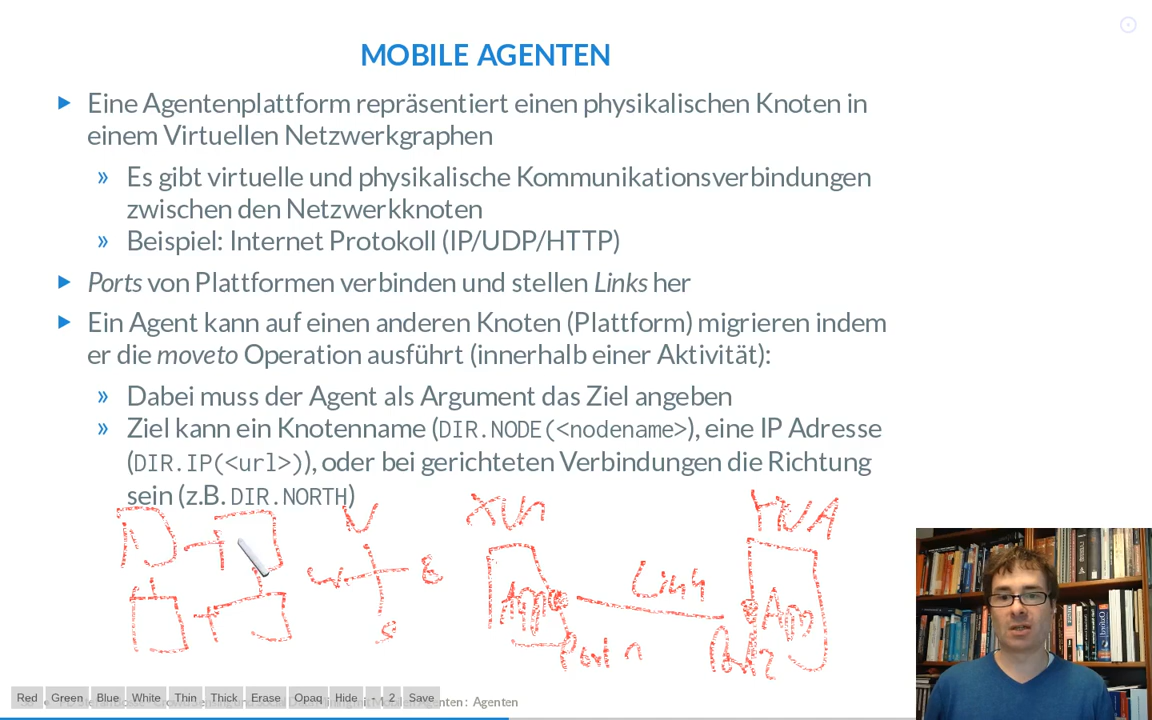 MOBILE AGENTEN
Eine Agentenplattform repräsentiert einen physikalischen Knoten in
einem Virtuellen Netzwerkgraphen
Es gibt virtuelle und physikalische Kommunikationsverbindungen
zwischen den Netzwerkknoten
Beispiel: Internet Protokoll (IP/UDP/HTTP)
Ports von Plattformen verbinden und stellen Links her
Ein Agent kann auf einen anderen Knoten (Plattform) migrieren indem
er die moveto Operation ausführt (innerhalb einer Aktivität):
Dabei muss der Agent als Argument das Ziel angeben
Ziel kann ein Knotenname (DIR.NODE(<nodename>), eine IP Adresse
(DIR.IP(<url>)), oder bei gerichteten Verbindungen die Richtung
sein (z.B. DIR.NORTH)
Link
App
App
Port
Port2
Red Green Blue White Thin Thick Erase Opaq Hide - 2 Save
Agenten